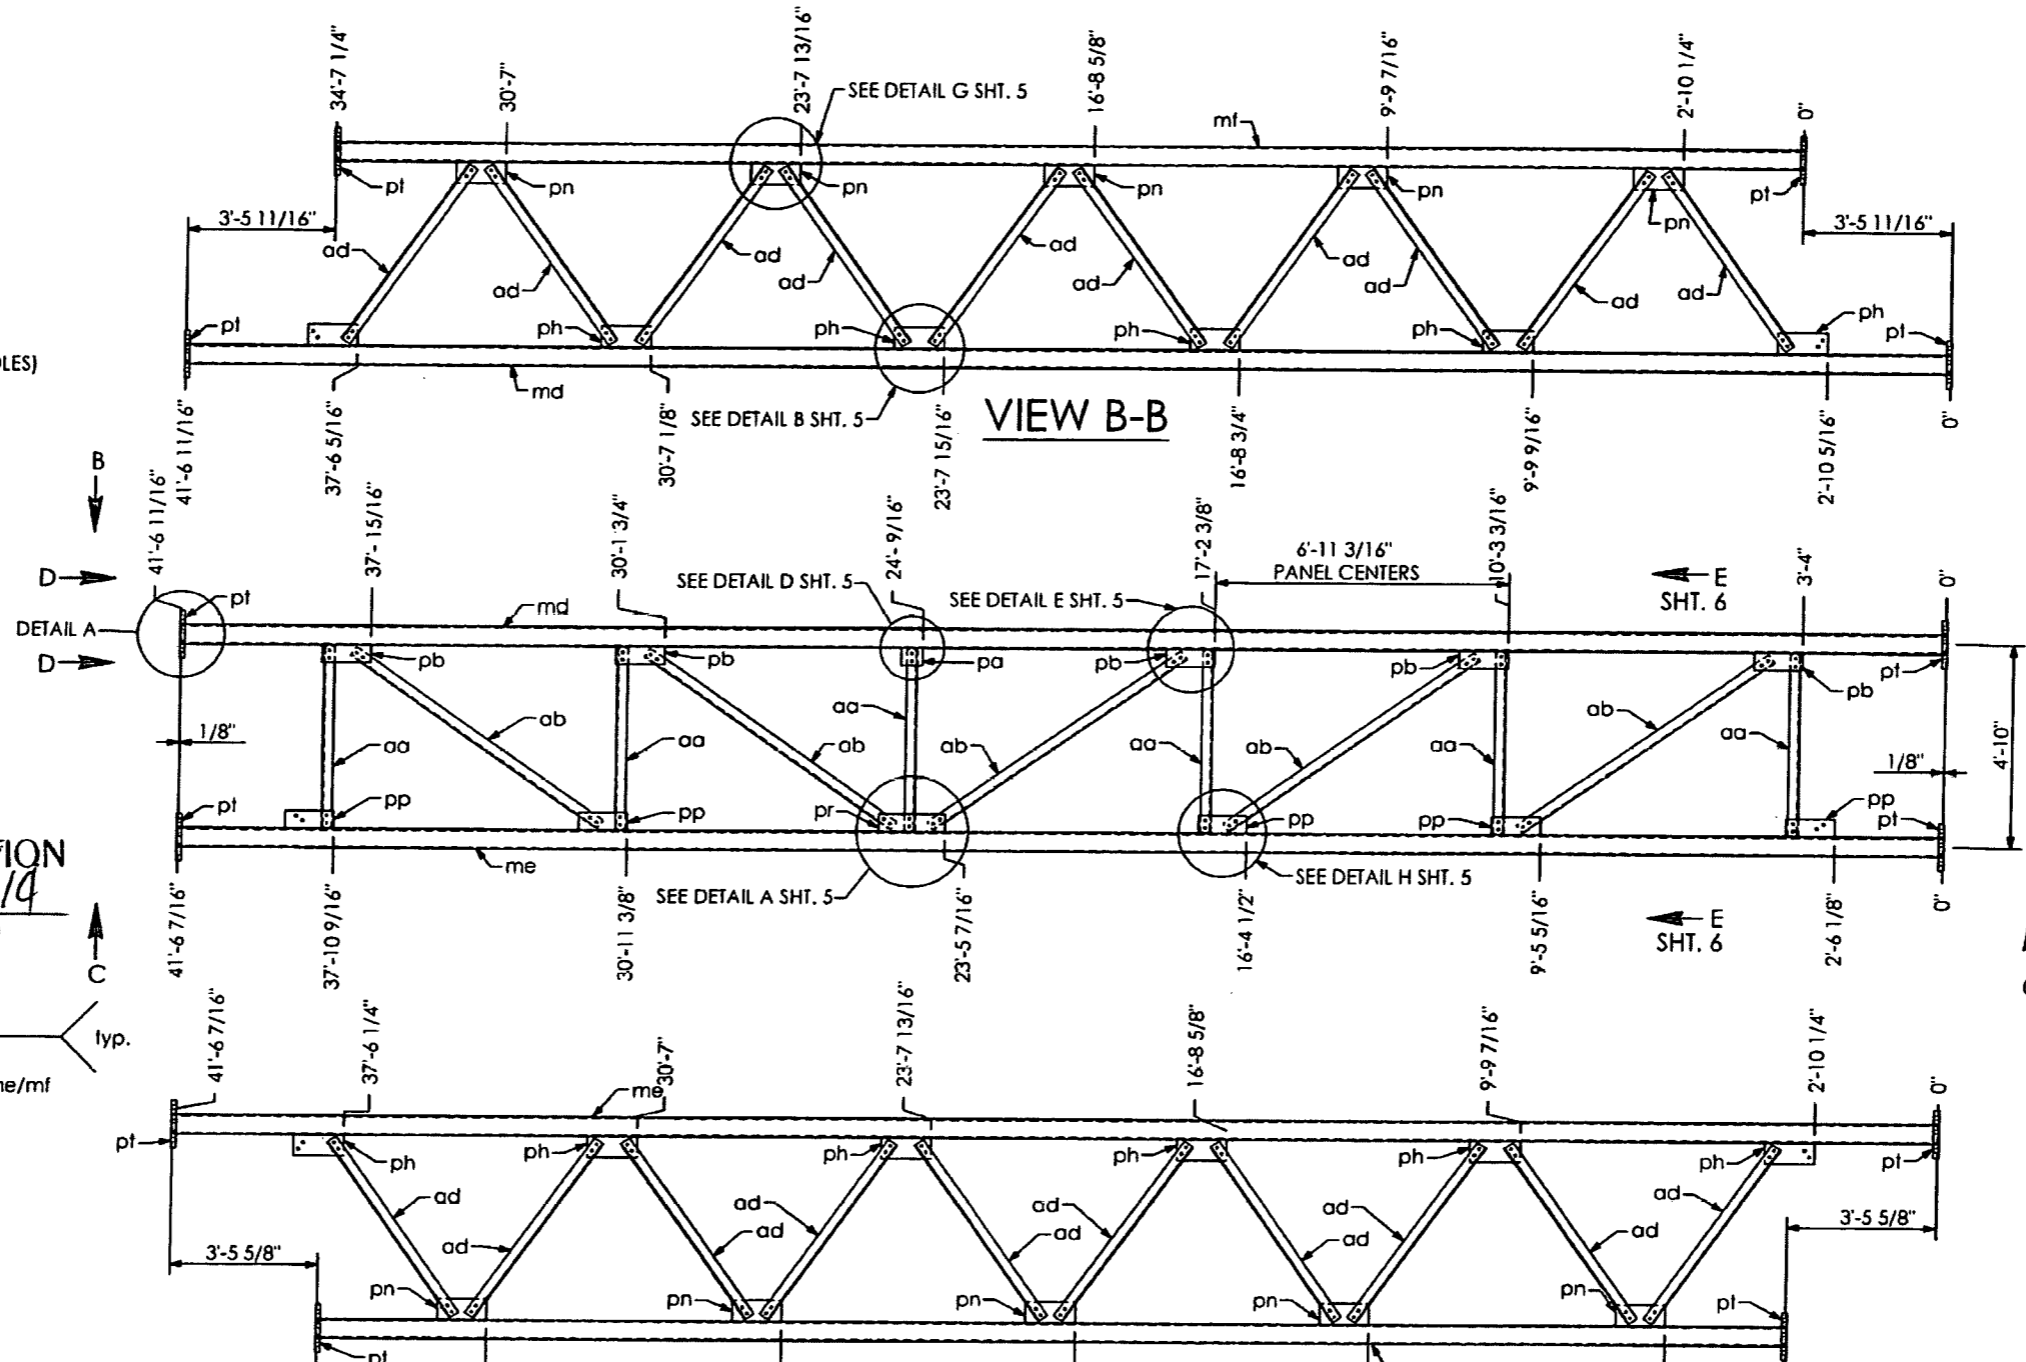 34'-7 1/4"
30'-7"
23'-7 13/16"
SEE DETAIL G SHT. 5
16'-8 5/8"
9'-9 7/16"
2'-10 1/4"
0"
mf
pt
pn
pn
pn
pn
pn
pt
3'-5 11/16"
3'-5 11/16"
ad
ad
ad
ad
ad
ad
ad
ad
ad
ad
pt
ph
ph
ph
ph
ph
pt
LES)
md
SEE DETAIL B SHT. 5
VIEW B-B
41'-6 11/16"
37'-6 5/16"
30'-7 1/8"
23'-7 15/16"
16'-8 3/4"
9'-9 9/16"
2'-10 5/16"
0"
B
41'-6 11/16"
37'- 15/16"
30'-1 3/4"
24'- 9/16"
17'-2 3/8"
6'-11 3/16"
PANEL CENTERS
10'-3 3/16"
3'-4"
0"
D
SEE DETAIL D SHT. 5
SEE DETAIL E SHT. 5
E
SHT. 6
pt
md
DETAIL A
D
pb
pb
pa
pb
pb
pb
pt
1/8"
aa
ab
aa
ab
aa
ab
aa
ab
aa
ab
aa
1/8"
4'-10"
pt
pp
pp
pr
pp
pp
pp
pt
TION
me
SEE DETAIL A SHT. 5
SEE DETAIL H SHT. 5
41'-6 7/16"
37'-10 9/16"
30'-11 3/8"
23'-5 7/16"
16'-4 1/2"
9'-5 5/16"
2'-6 1/8"
0"
E
SHT. 6
C
typ.
ne/mf
41'-6 7/16"
37'-6 1/4"
me
30'-7"
23'-7 13/16"
16'-8 5/8"
9'-9 7/16"
2'-10 1/4"
0"
pt
ph
ph
ph
ph
ph
ph
pt
ad
ad
ad
ad
ad
ad
ad
ad
ad
ad
3'-5 5/8"
3'-5 5/8"
pn
pn
pn
pn
pn
pt
pt